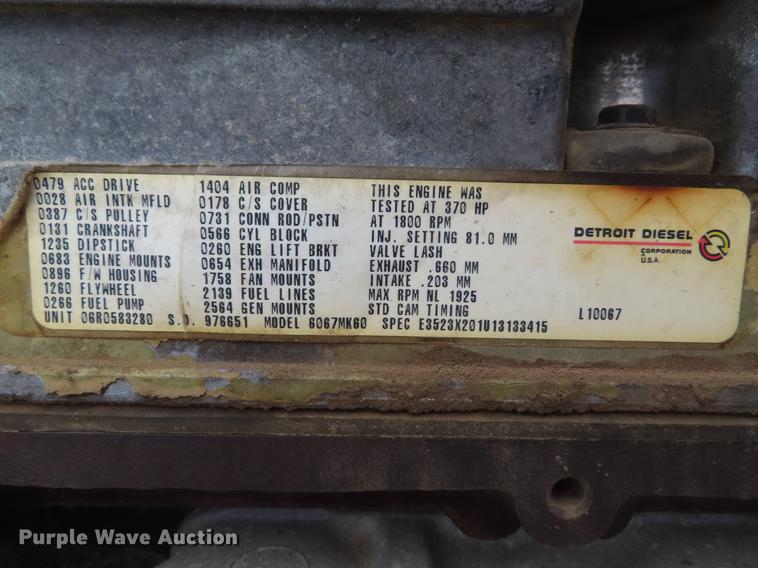 0479 ACC DRIVE
0028 AIR INTK MFLD
0387 C/S PULLEY
0131 CRANKSHAFT
1235 DIPSTICK
0683 ENGINE MOUNTS
0896 F/W HOUSING
1260 FLYWHEEL
0266 FUEL PUMP
1404 AIR COMP
0178 C/S COVER
0731 CONN ROD/PSTN
0566 CYL BLOCK
0260 ENG LIFT BRKT
0654 EXH MANIFOLD
1758 FAN MOUNTS
2139 FUEL LINES
2564 GEN MOUNTS
THIS ENGINE WAS
TESTED AT 370 HP
AT 1800 RPM
INJ. SETTING 81.0 MM
VALVE LASH
EXHAUST .660 MM
INTAKE .203 MM
MAX RPM NL 1925
STD CAM TIMING
DETROIT DIESEL
CORPORATION
U.S.A.
L10067
UNIT 06R0583280 S.O. 976651 MODEL 6067MK60 SPEC E3523X201U13133415
Purple Wave Auction